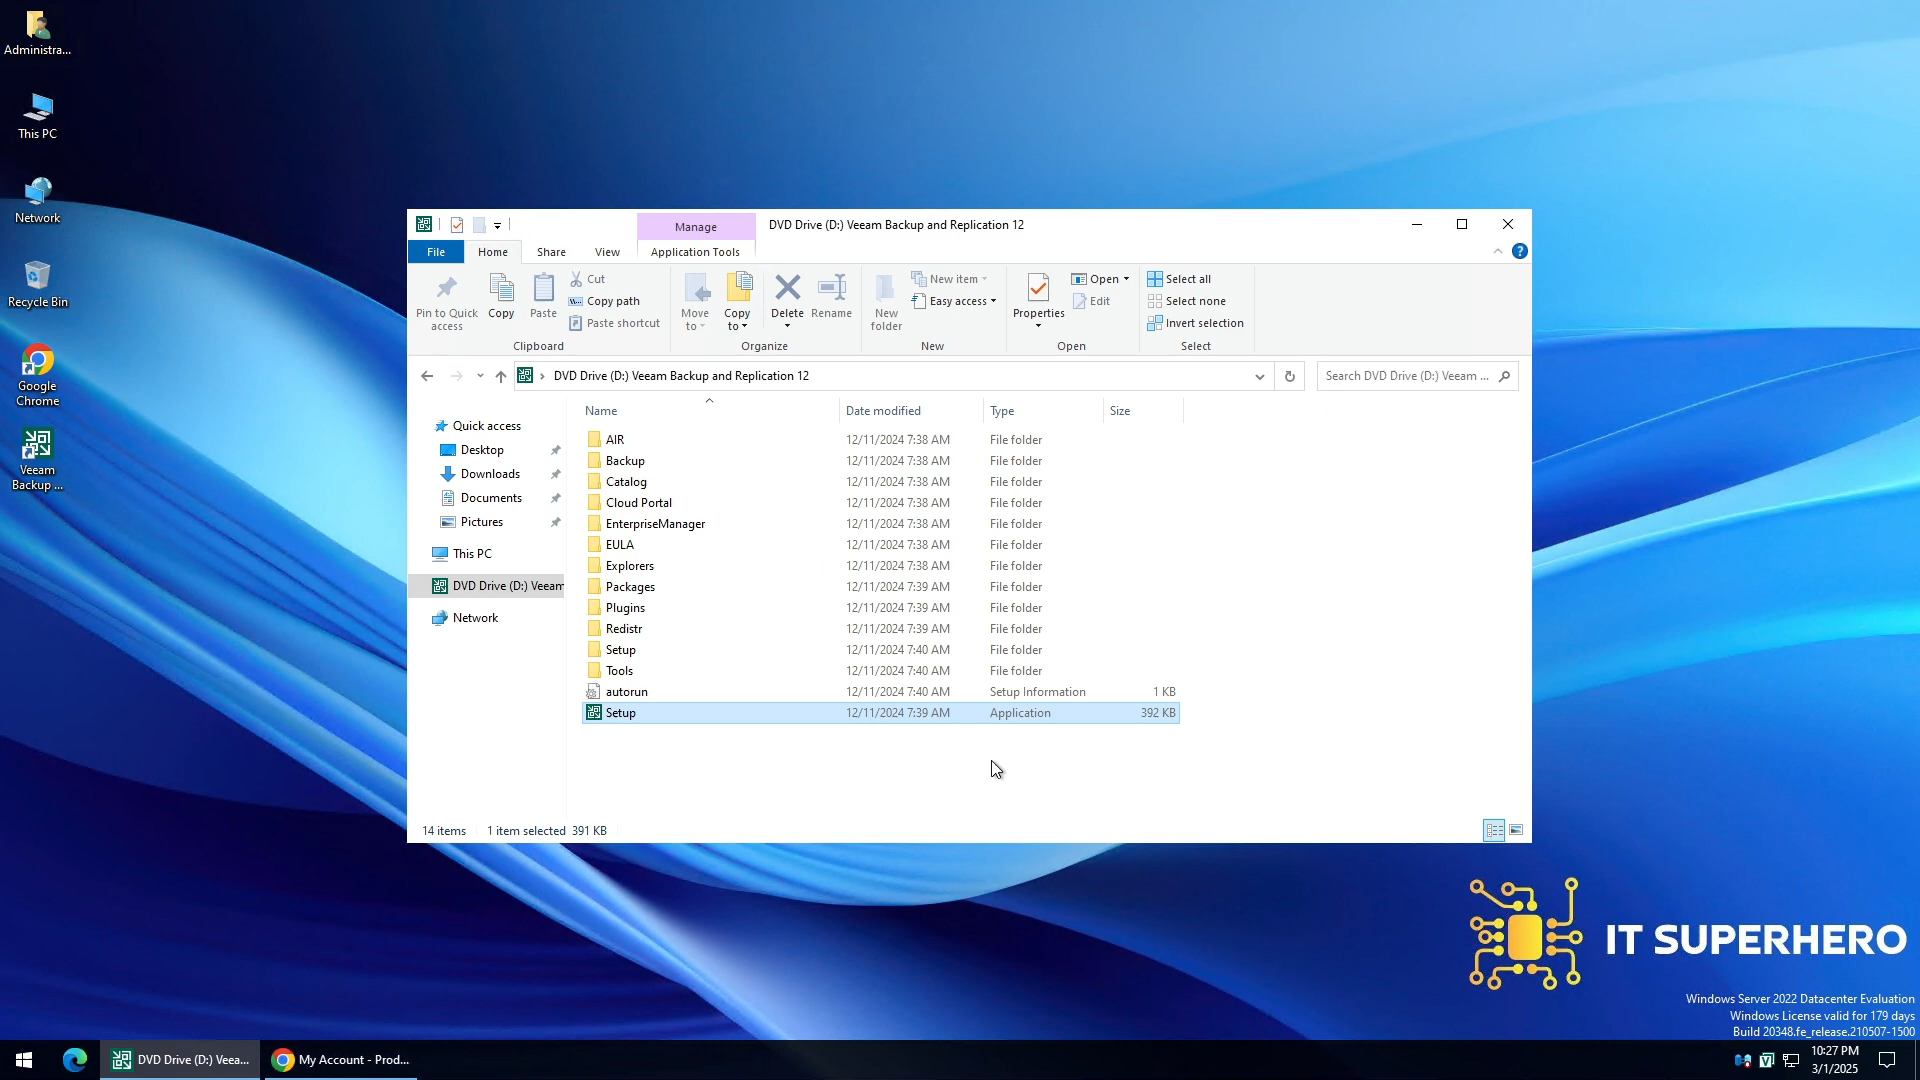 Administra...
This PC
Network
Recycle Bin
Google
Chrome
Veeam
Backup ...
Manage
DVD Drive (D:) Veeam Backup and Replication 12
File
Home
Share
View
Application Tools
Pin to Quick
access
Copy
Paste
Cut
Copy path
Paste shortcut
Clipboard
Move
to
Copy
to
Delete
Rename
Organize
New
folder
New item
Easy access
New
Properties
Open
Edit
Open
Select all
Select none
Invert selection
Select
DVD Drive (D:) Veeam Backup and Replication 12
Search DVD Drive (D:) Veeam ...
Quick access
Desktop
Downloads
Documents
Pictures
This PC
DVD Drive (D:) Veeam
Network
Name Date modified Type Size
AIR 12/11/2024 7:38 AM File folder
Backup 12/11/2024 7:38 AM File folder
Catalog 12/11/2024 7:38 AM File folder
Cloud Portal 12/11/2024 7:38 AM File folder
EnterpriseManager 12/11/2024 7:38 AM File folder
EULA 12/11/2024 7:38 AM File folder
Explorers 12/11/2024 7:38 AM File folder
Packages 12/11/2024 7:39 AM File folder
Plugins 12/11/2024 7:39 AM File folder
Redistr 12/11/2024 7:39 AM File folder
Setup 12/11/2024 7:40 AM File folder
Tools 12/11/2024 7:40 AM File folder
autorun 12/11/2024 7:40 AM Setup Information 1 KB
Setup 12/11/2024 7:39 AM Application 392 KB
14 items 1 item selected 391 KB
IT SUPERHERO
Windows Server 2022 Datacenter Evaluation
Windows License valid for 179 days
Build 20348.fe_release.210507-1500
DVD Drive (D:) Veea...
My Account - Prod...
10:27 PM
3/1/2025